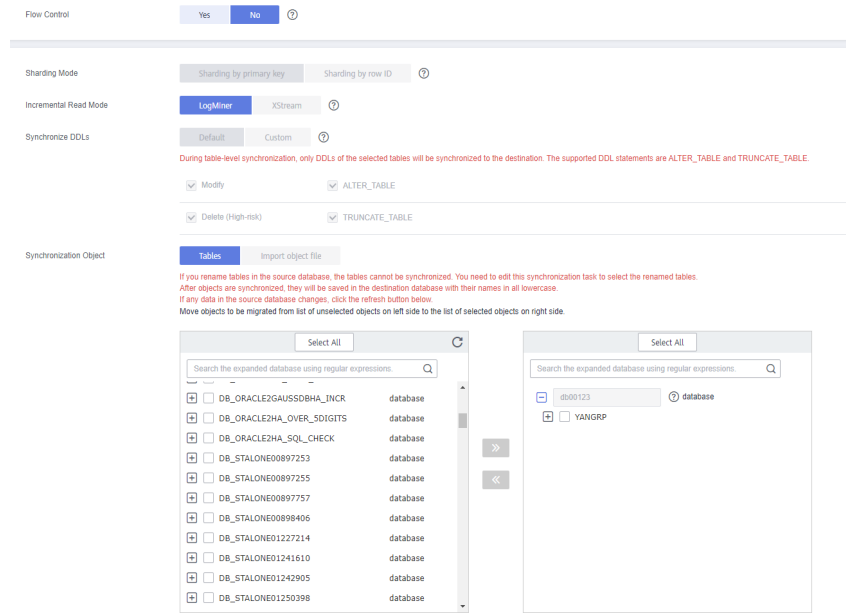 Flow Control Yes No
Sharding Mode Sharding by primary key Sharding by row ID
Incremental Read Mode LogMiner XStream
Synchronize DDLs Default Custom
During table-level synchronization, only DDLs of the selected tables will be synchronized to the destination. The supported DDL statements are ALTER_TABLE and TRUNCATE_TABLE.
Modify ALTER_TABLE
Delete (High-risk) TRUNCATE_TABLE
Synchronization Object Tables Import object file
If you rename tables in the source database, the tables cannot be synchronized. You need to edit this synchronization task to select the renamed tables.
After objects are synchronized, they will be saved in the destination database with their names in all lowercase.
If any data in the source database changes, click the refresh button below.
Move objects to be migrated from list of unselected objects on left side to the list of selected objects on right side.
Select All
Search the expanded database using regular expressions.
DB_ORACLE2GAUSSDBHA_INCR database
DB_ORACLE2HA_OVER_5DIGITS database
DB_ORACLE2HA_SQL_CHECK database
DB_STALONE00897253 database
DB_STALONE00897255 database
DB_STALONE00897757 database
DB_STALONE00898406 database
DB_STALONE01227214 database
DB_STALONE01241610 database
DB_STALONE01242905 database
DB_STALONE01250398 database
Select All
Search the expanded database using regular expressions.
db00123 database
YANGRP